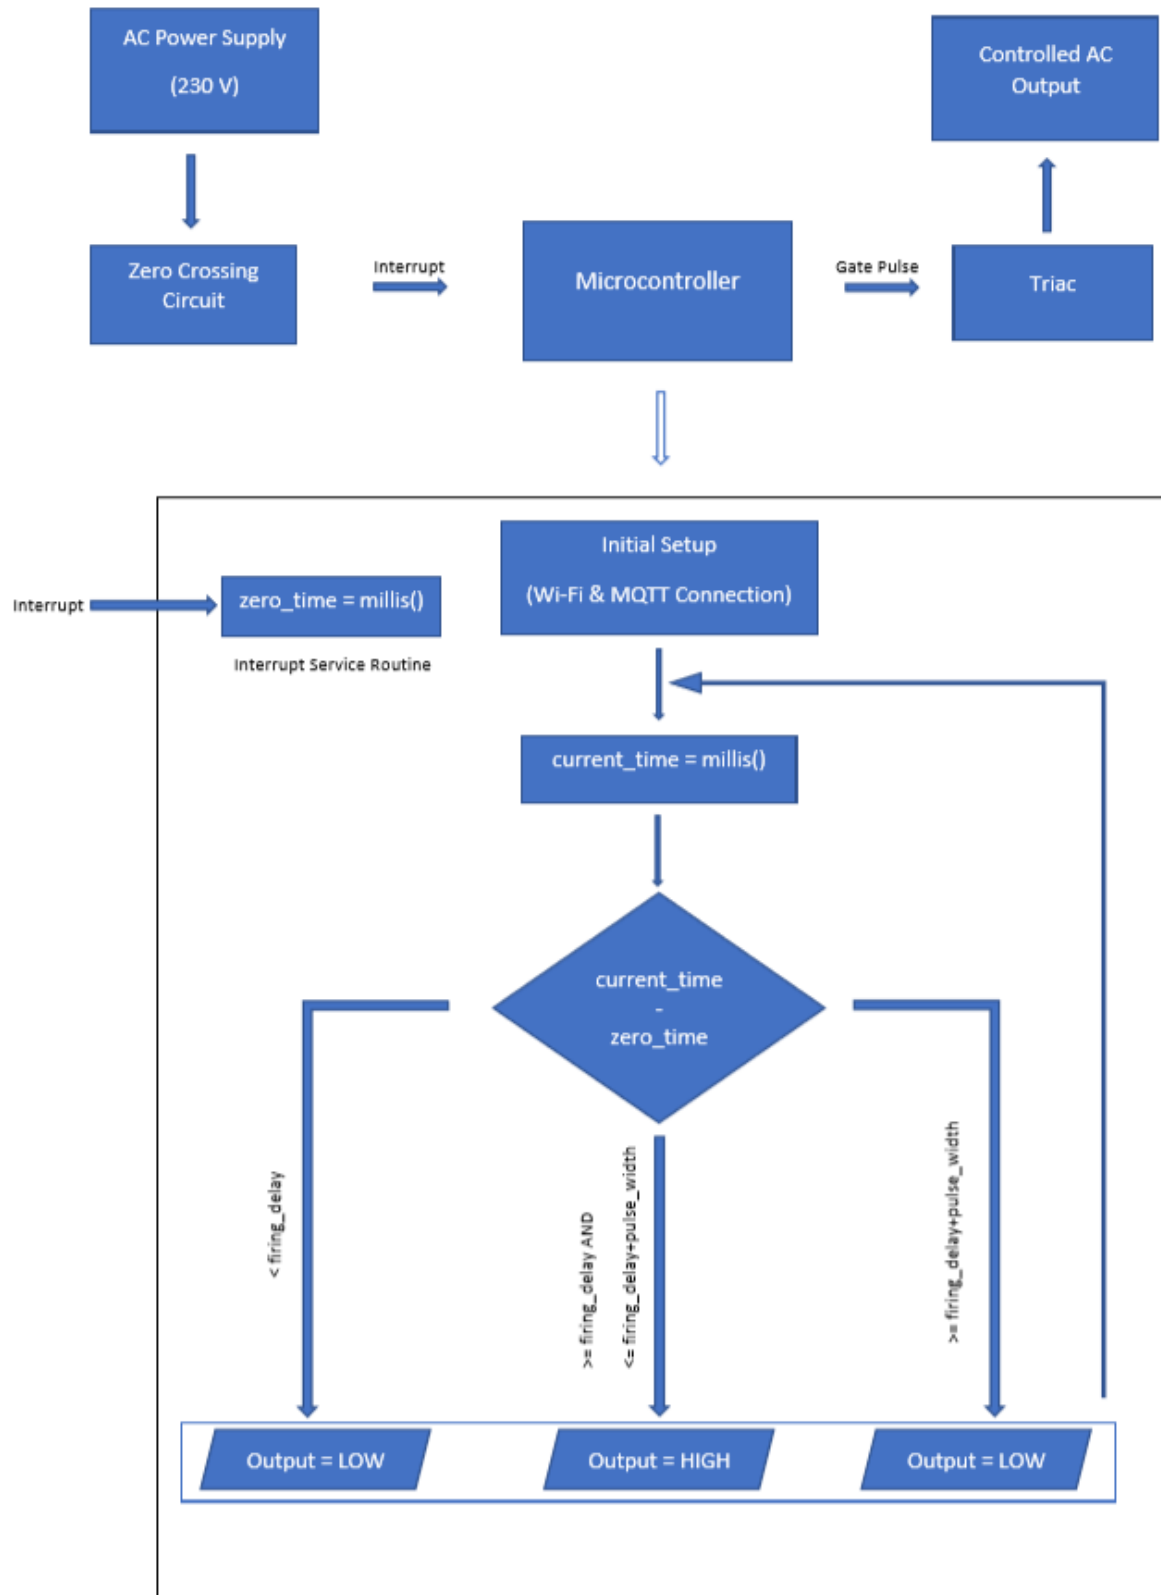 AC Power Supply
(230 V)
Controlled AC
Output
Zero Crossing
Circuit
Interrupt
Microcontroller
Gate Pulse
Triac
Initial Setup
(Wi-Fi & MQTT Connection)
Interrupt
zero_time = millis()
Interrupt Service Routine
current_time = millis()
current_time
-
zero_time
< firing_delay
>= firing_delay AND
<= firing_delay+pulse_width
>= firing_delay+pulse_width
Output = LOW
Output = HIGH
Output = LOW